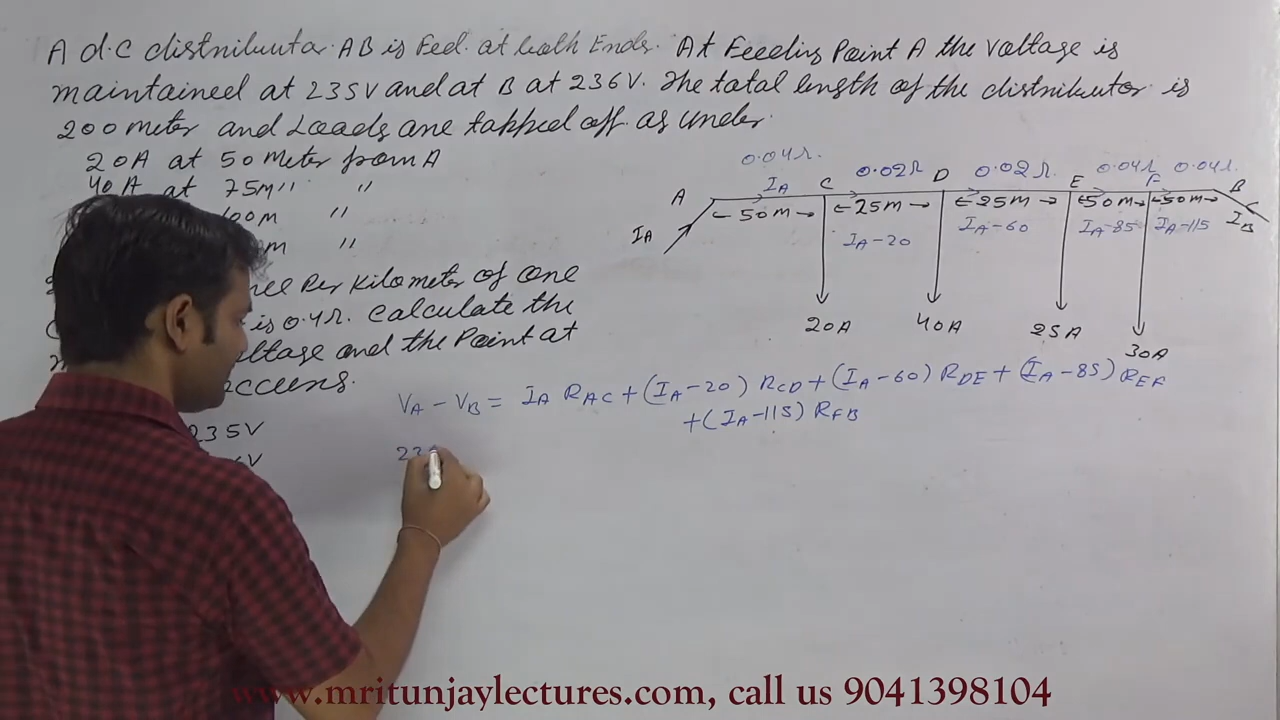 A d.c distributor AB is Fed at both Ends. At Feeding Point A the voltage is
maintained at 235V and at B at 236V. The total length of the distributor is
200 meter and Loads are tapped off as under
20A at 50 Meter from A
40A at 75M " "
00m "
m "
Per Kilometer of one
is 0.4Ω. Calculate the
and the Point at
235V
V
0.04Ω. 0.02Ω 0.02Ω. 0.04Ω 0.04Ω.
A IA C D E F B
50M 25M 25M 50M 50M
IA IA-20 IA-60 IA-85 IA-115 IB
20A 40A 25A 30A
VA - VB = IA RAC + (IA-20) RCD + (IA-60) RDE + (IA-85) REF
+ (IA-115) RFB
23
www.mritunjaylectures.com, call us 9041398104